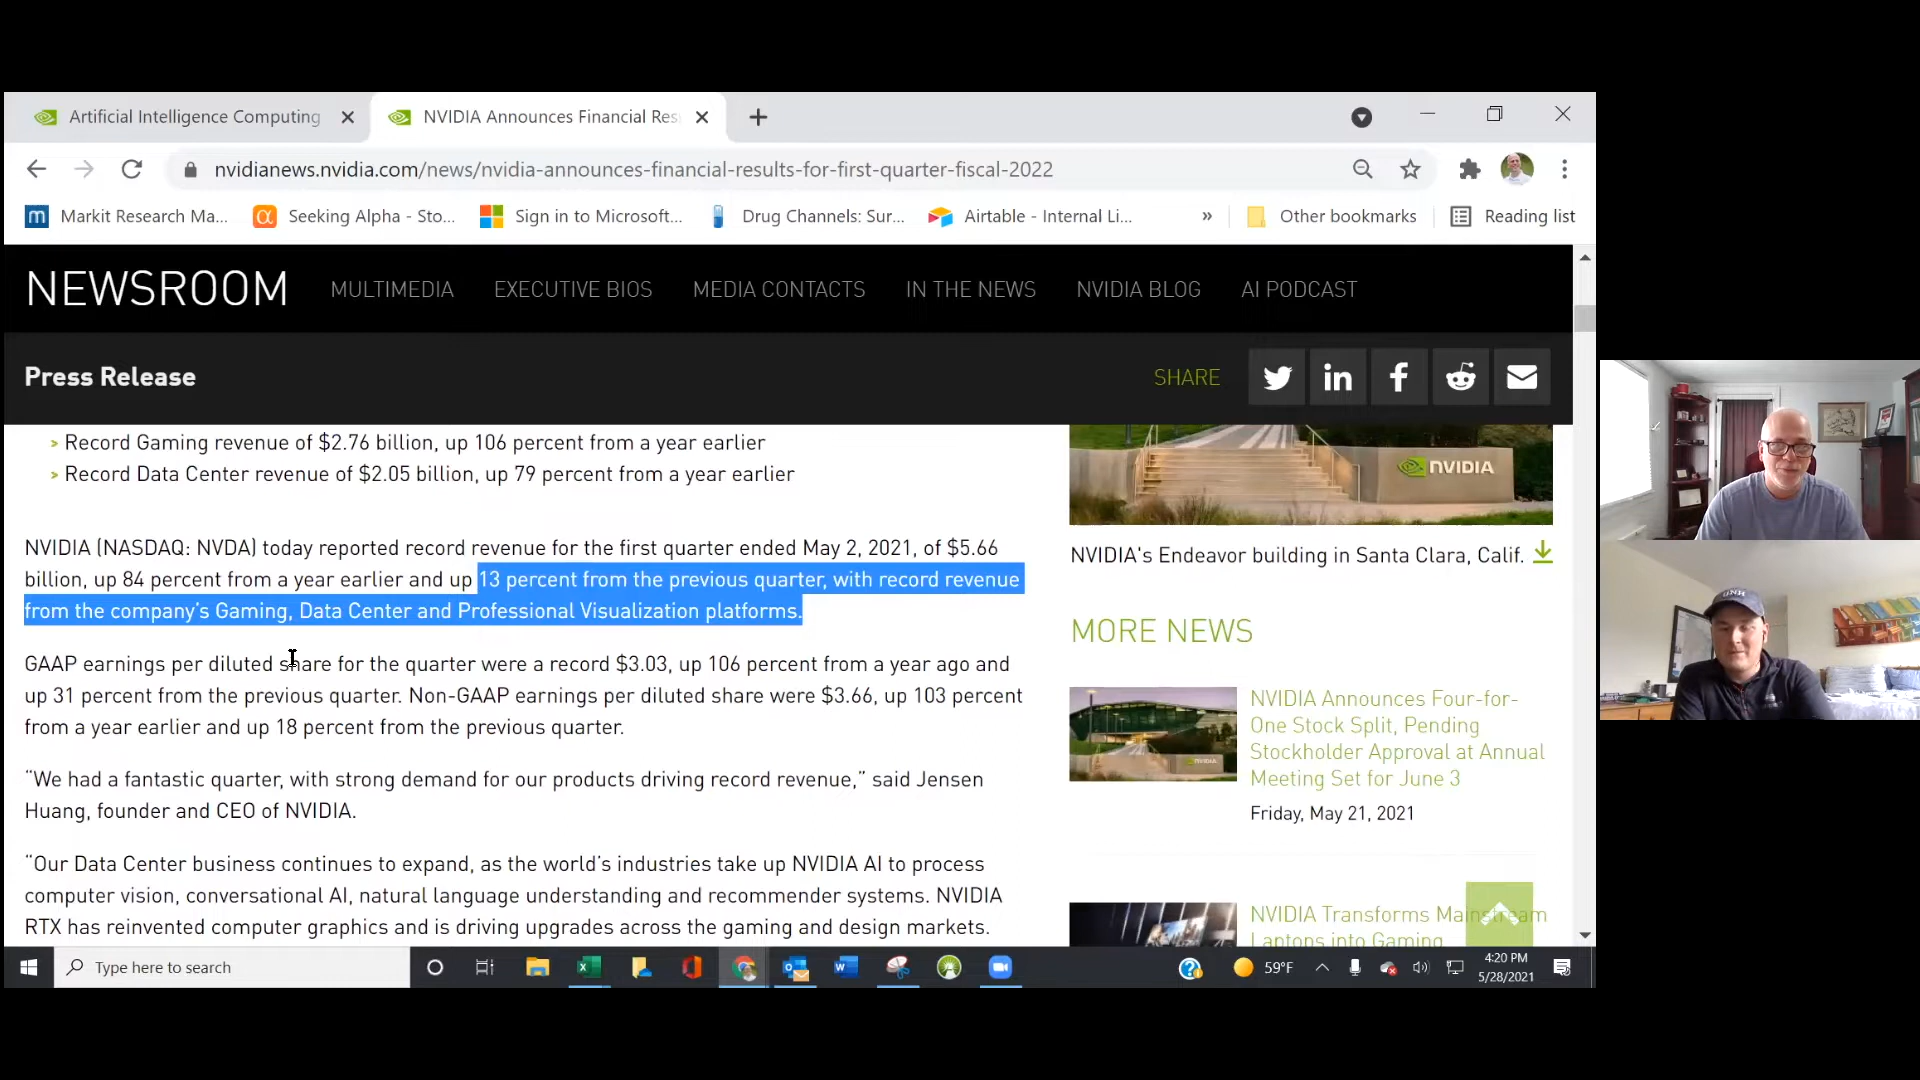 Artificial Intelligence Computing
NVIDIA Announces Financial Res
nvidianews.nvidia.com/news/nvidia-announces-financial-results-for-first-quarter-fiscal-2022
Markit Research Ma...
Seeking Alpha - Sto...
Sign in to Microsoft...
Drug Channels: Sur...
Airtable - Internal Li...
»
Other bookmarks
Reading list
NEWSROOM
MULTIMEDIA
EXECUTIVE BIOS
MEDIA CONTACTS
IN THE NEWS
NVIDIA BLOG
AI PODCAST
Press Release
SHARE
> Record Gaming revenue of $2.76 billion, up 106 percent from a year earlier
> Record Data Center revenue of $2.05 billion, up 79 percent from a year earlier
NVIDIA (NASDAQ: NVDA) today reported record revenue for the first quarter ended May 2, 2021, of $5.66
billion, up 84 percent from a year earlier and up 13 percent from the previous quarter, with record revenue
from the company's Gaming, Data Center and Professional Visualization platforms.
GAAP earnings per diluted share for the quarter were a record $3.03, up 106 percent from a year ago and
up 31 percent from the previous quarter. Non-GAAP earnings per diluted share were $3.66, up 103 percent
from a year earlier and up 18 percent from the previous quarter.
"We had a fantastic quarter, with strong demand for our products driving record revenue," said Jensen
Huang, founder and CEO of NVIDIA.
"Our Data Center business continues to expand, as the world's industries take up NVIDIA AI to process
computer vision, conversational AI, natural language understanding and recommender systems. NVIDIA
RTX has reinvented computer graphics and is driving upgrades across the gaming and design markets.
NVIDIA
NVIDIA's Endeavor building in Santa Clara, Calif.
MORE NEWS
NVIDIA Announces Four-for-
One Stock Split, Pending
Stockholder Approval at Annual
Meeting Set for June 3
Friday, May 21, 2021
NVIDIA Transforms Mainstream
Laptops into Gaming
UNH
Type here to search
59°F
4:20 PM
5/28/2021